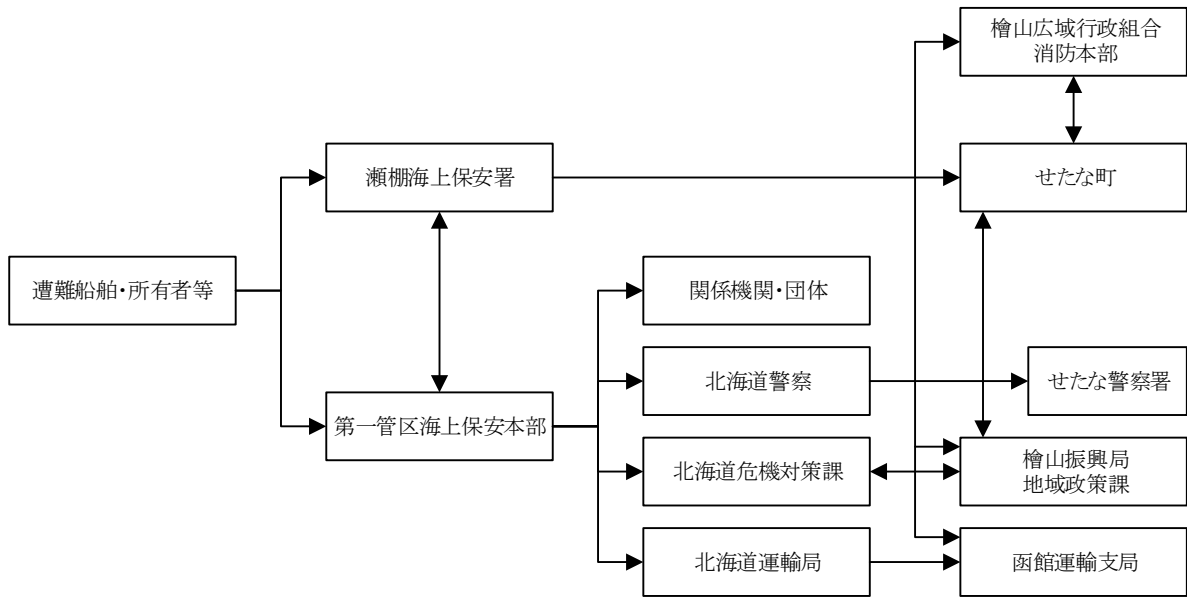 檜山広域行政組合
消防本部
瀬棚海上保安署
せたな町
遭難船舶・所有者等
関係機関・団体
北海道警察
せたな警察署
第一管区海上保安本部
北海道危機対策課
檜山振興局
地域政策課
北海道運輸局
函館運輸支局